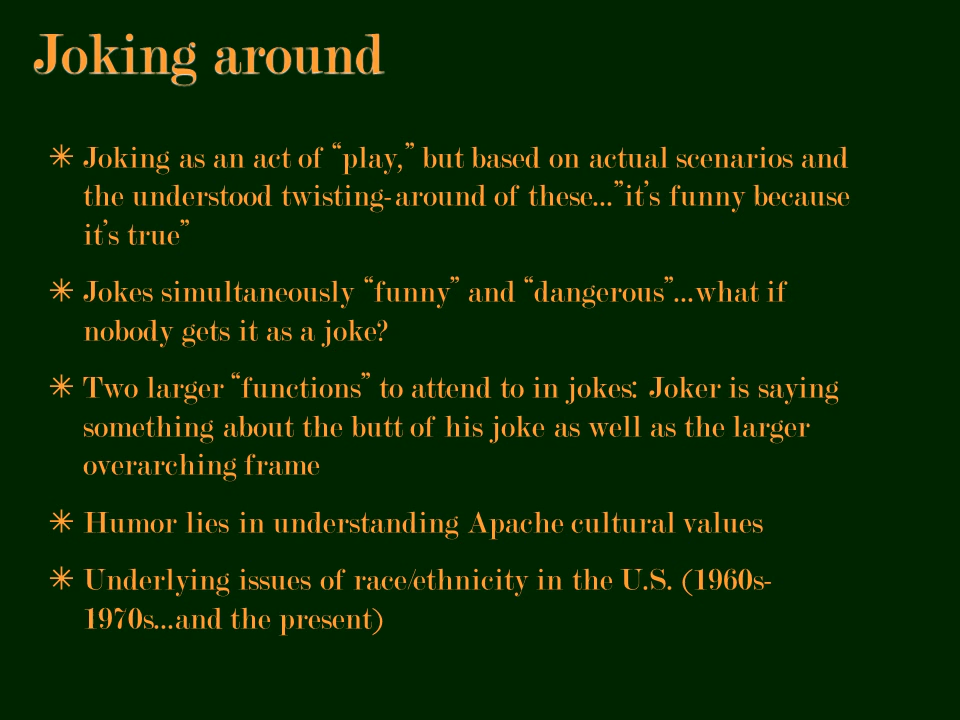 Joking around
✴ Joking as an act of “play,” but based on actual scenarios and
the understood twisting-around of these...”it’s funny because
it’s true”
✴ Jokes simultaneously “funny” and “dangerous”...what if
nobody gets it as a joke?
✴ Two larger “functions” to attend to in jokes: Joker is saying
something about the butt of his joke as well as the larger
overarching frame
✴ Humor lies in understanding Apache cultural values
✴ Underlying issues of race/ethnicity in the U.S. (1960s-
1970s...and the present)